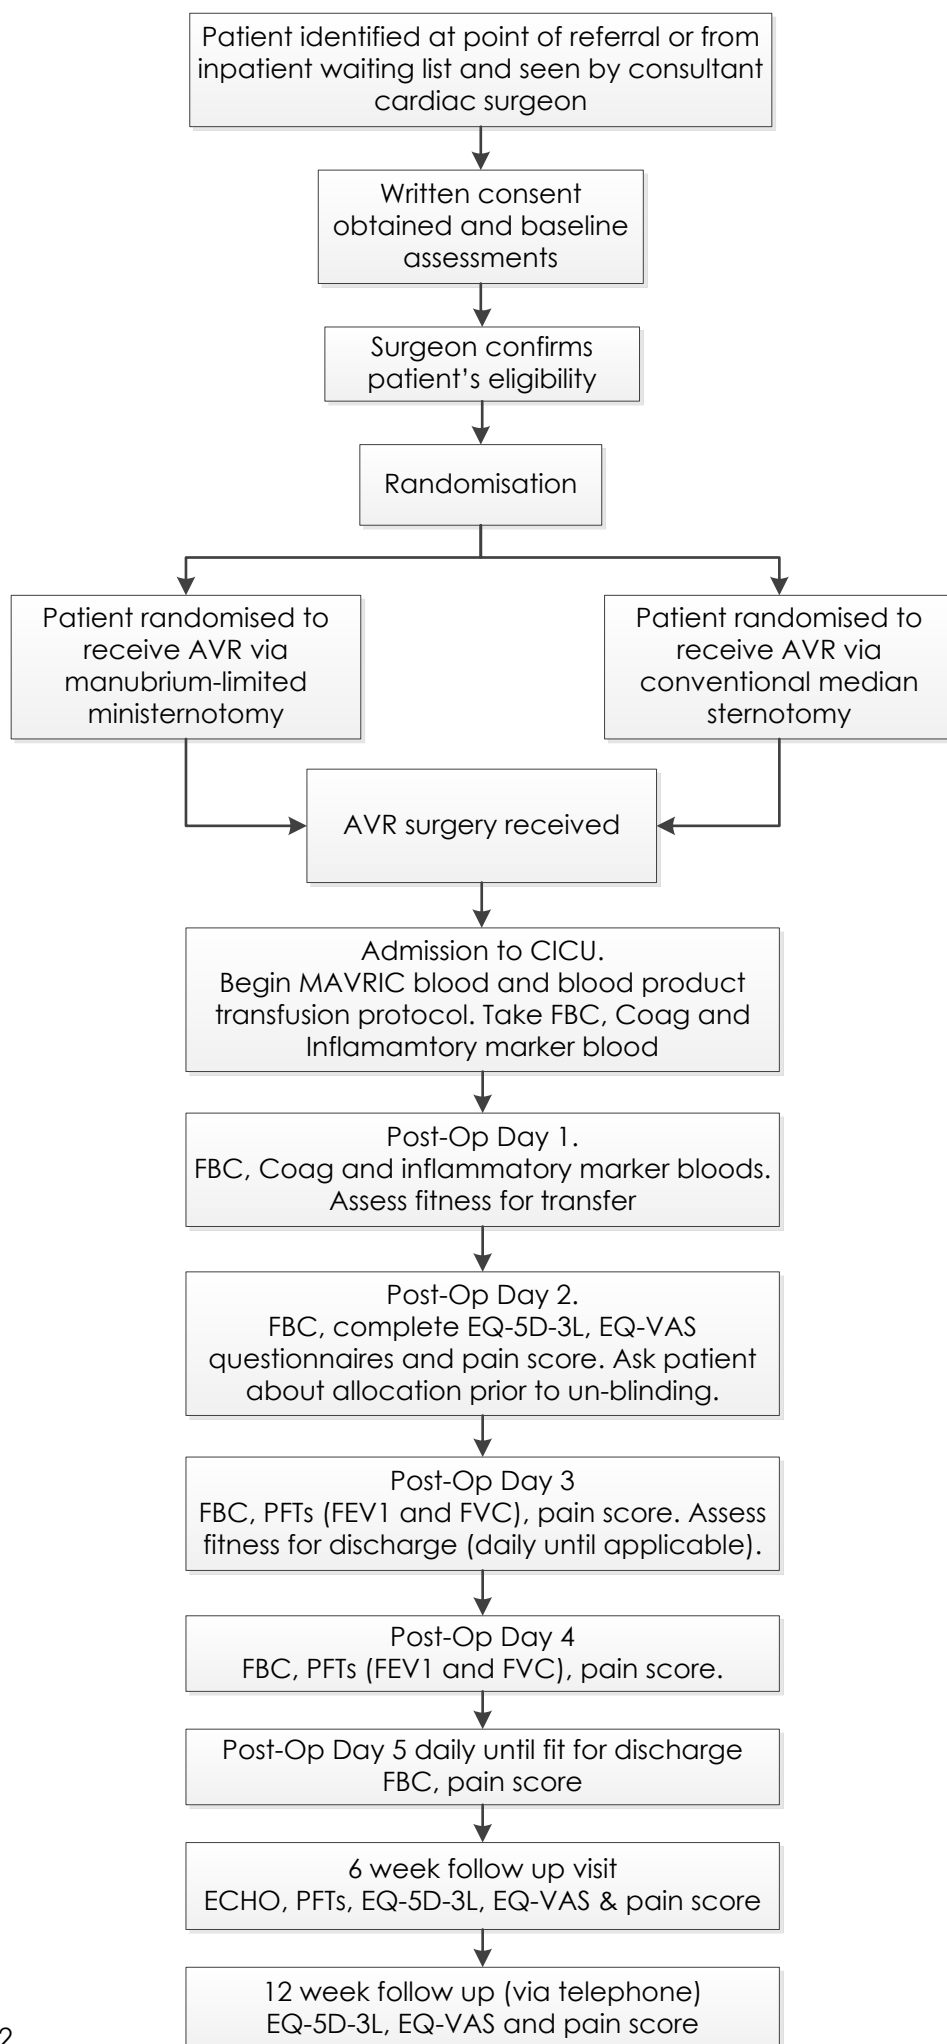 Patient identified at point of referral or from
inpatient waiting list and seen by consultant
cardiac surgeon
Written consent
obtained and baseline
assessments
Surgeon confirms
patient’s eligibility
Randomisation
Patient randomised to
receive AVR via
manubrium-limited
ministernotomy
Patient randomised to
receive AVR via
conventional median
sternotomy
AVR surgery received
Admission to CICU.
Begin MAVRIC blood and blood product
transfusion protocol. Take FBC, Coag and
Inflamamtory marker blood
Post-Op Day 1.
FBC, Coag and inflammatory marker bloods.
Assess fitness for transfer
Post-Op Day 2.
FBC, complete EQ-5D-3L, EQ-VAS
questionnaires and pain score. Ask patient
about allocation prior to un-blinding.
Post-Op Day 3
FBC, PFTs (FEV1 and FVC), pain score. Assess
fitness for discharge (daily until applicable).
Post-Op Day 4
FBC, PFTs (FEV1 and FVC), pain score.
Post-Op Day 5 daily until fit for discharge
FBC, pain score
6 week follow up visit
ECHO, PFTs, EQ-5D-3L, EQ-VAS & pain score
12 week follow up (via telephone)
EQ-5D-3L, EQ-VAS and pain score